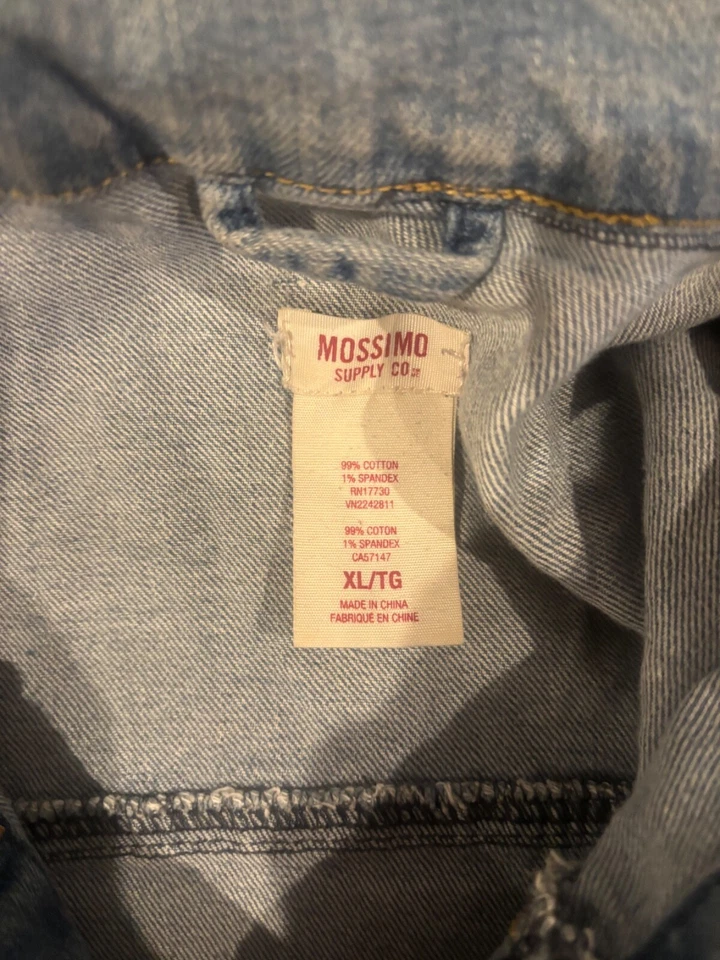 MOSSIMO
SUPPLY CO
99% COTTON
1% SPANDEX
RN17730
VN2242811
99% COTON
1% SPANDEX
CA57147
XL/TG
MADE IN CHINA
FABRIQUÉ EN CHINE